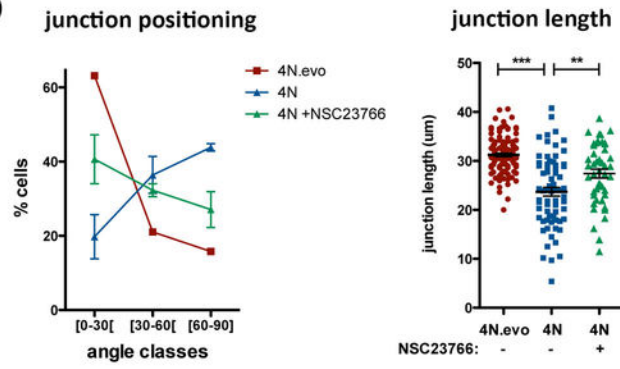 )
junction positioning
4N.evo
4N
4N +NSC23766
% cells
60
40
20
0
[0-30[ [30-60[ [60-90]
angle classes
junction length
*** **
junction length (um)
50
40
30
20
10
0
4N.evo 4N 4N
NSC23766: - - +